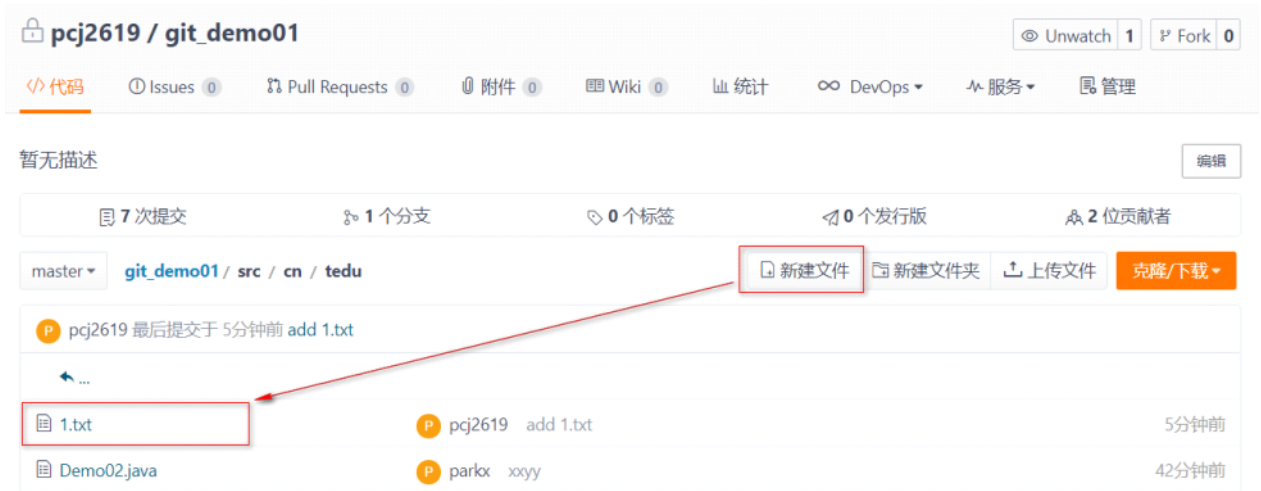 pcj2619 / git_demo01 Unwatch 1 Fork 0
代码 Issues 0 Pull Requests 0 附件 0 Wiki 0 统计 DevOps 服务 管理
暂无描述 编辑
7 次提交 1 个分支 0 个标签 0 个发行版 2 位贡献者
master git_demo01 / src / cn / tedu 新建文件 新建文件夹 上传文件 克隆/下载
P pcj2619 最后提交于 5分钟前 add 1.txt
...
1.txt P pcj2619 add 1.txt 5分钟前
Demo02.java P parkx xxyy 42分钟前